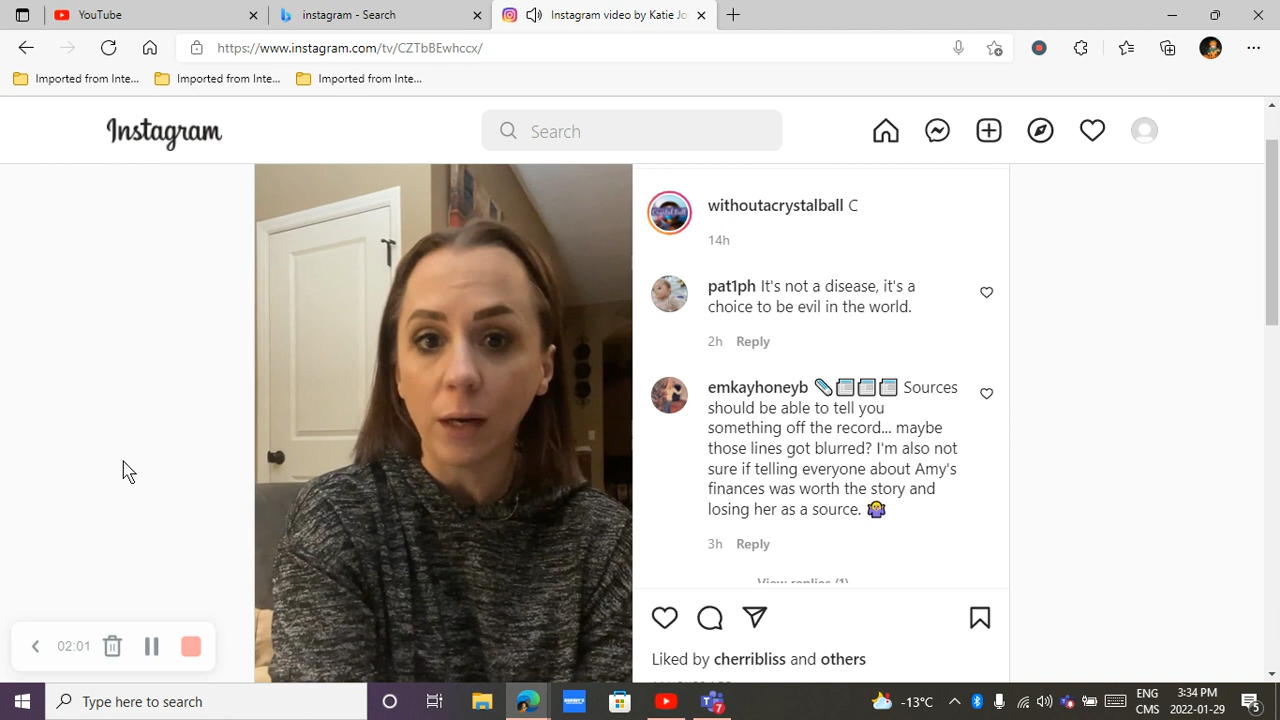 YouTube
instagram - Search
Instagram video by Katie Jo
https://www.instagram.com/tv/CZTbBEwhccx/
Imported from Inte...
Imported from Inte...
Imported from Inte...
Instagram
Search
withoutacrystalball C
14h
pat1ph It's not a disease, it's a
choice to be evil in the world.
2h Reply
emkayhoneyb 📎📰📰📰 Sources
should be able to tell you
something off the record... maybe
those lines got blurred? I'm also not
sure if telling everyone about Amy's
finances was worth the story and
losing her as a source. 🤷‍♀️
3h Reply
View replies (1)
Liked by cherribliss and others
02:01
Type here to search
7
-13°C
ENG
CMS
3:34 PM
2022-01-29
5